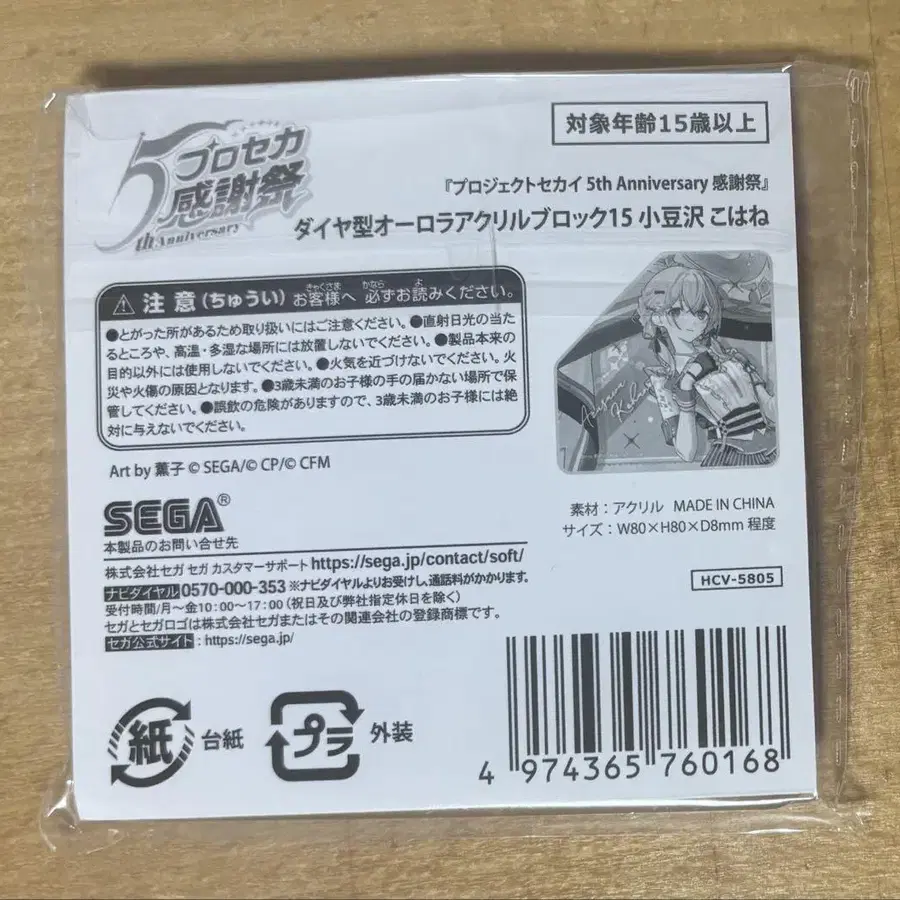 5th Anniversary
プロセカ
感謝祭
対象年齢15歳以上
『プロジェクトセカイ 5th Anniversary 感謝祭』
ダイヤ型オーロラアクリルブロック15 小豆沢 こはね
注意(ちゅうい) お客様へ 必ずお読みください。
きゃくさま かなら よ
●とがった所があるため取り扱いにはご注意ください。●直射日光の当た
るところや、高温・多湿な場所には放置しないでください。●製品本来の
目的以外には使用しないでください。●火気を近づけないでください。火
災や火傷の原因となります。●3歳未満のお子様の手の届かない場所で保
管してください。●誤飲の危険がありますので、3歳未満のお子様には絶
対に与えないでください。
Art by 薫子 © SEGA/© CP/© CFM
SEGA®
本製品のお問い合せ先
株式会社セガ セガ カスタマーサポート https://sega.jp/contact/soft/
ナビダイヤル 0570-000-353 ※ナビダイヤルよりお受けし、通話料がかかります。
受付時間/月〜金10:00〜17:00(祝日及び弊社指定休日を除く)
セガとセガロゴは株式会社セガまたはその関連会社の登録商標です。
セガ公式サイト:https://sega.jp/
素材:アクリル MADE IN CHINA
サイズ:W80×H80×D8mm 程度
HCV-5805
紙 台紙
プラ 外装
4 974365 760168